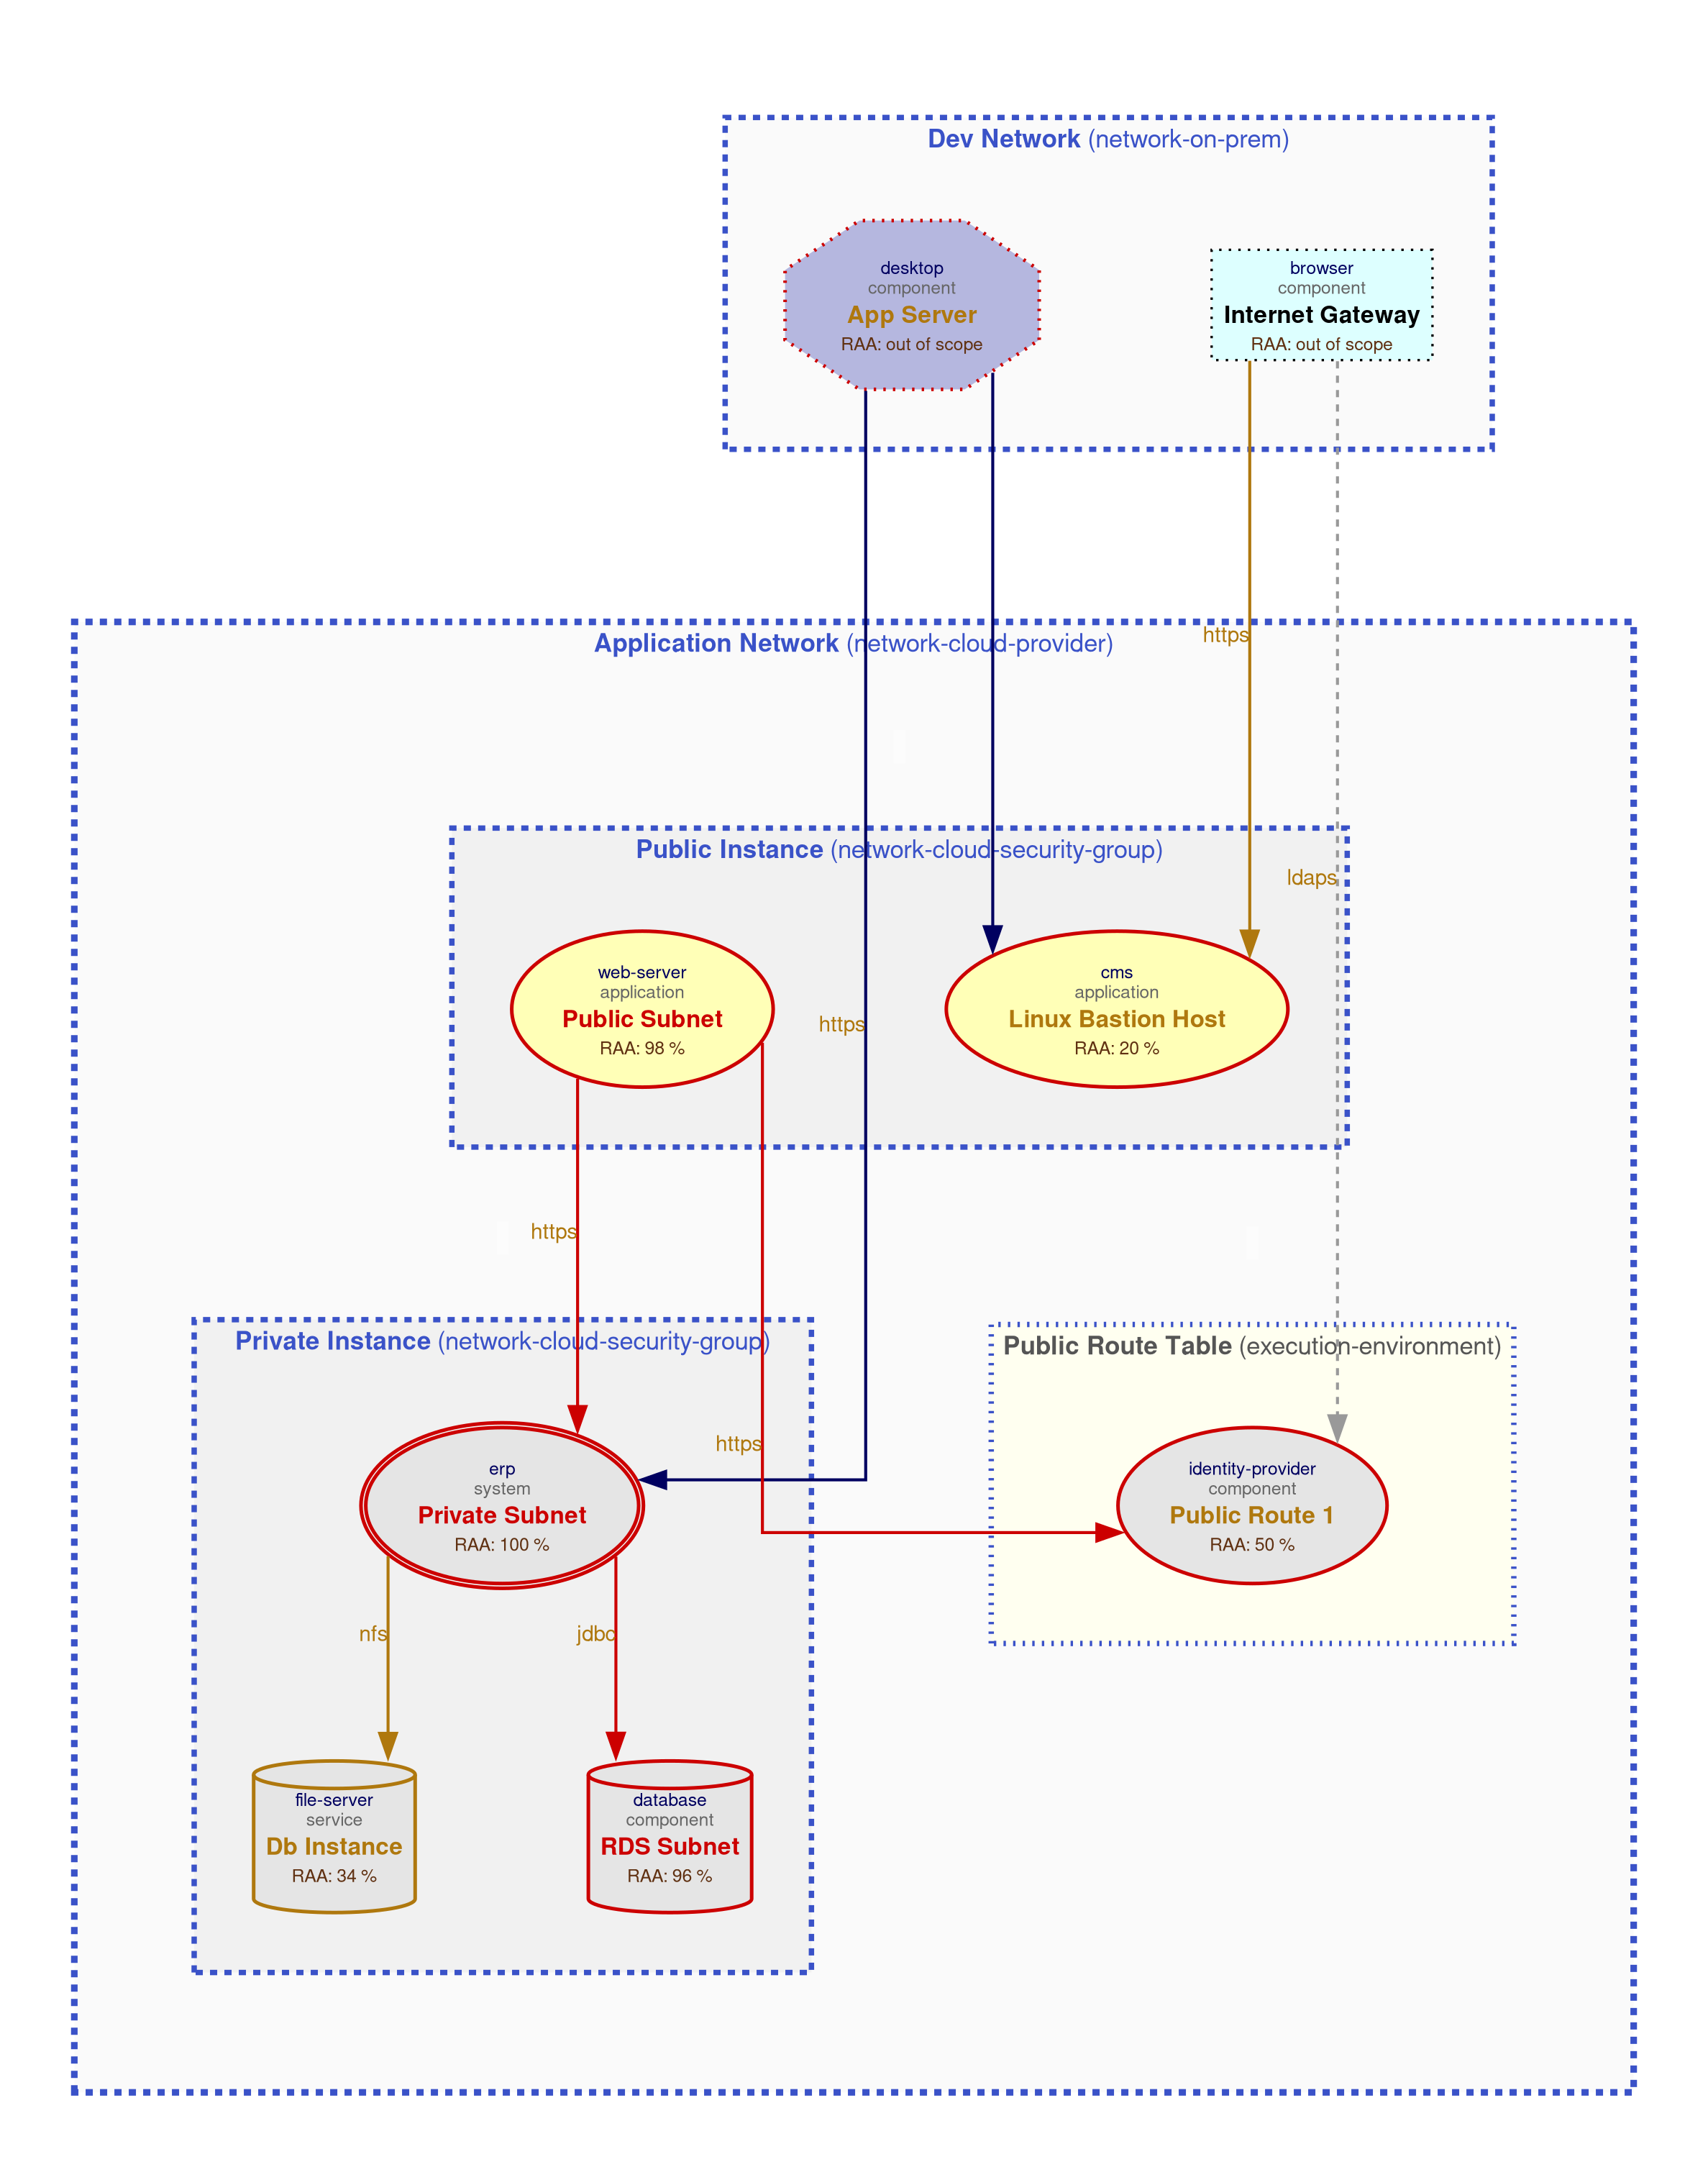 Dev Network (network-on-prem)
desktop
component
App Server
RAA: out of scope
browser
component
Internet Gateway
RAA: out of scope
https
Application Network (network-cloud-provider)
Public Instance (network-cloud-security-group)
ldaps
web-server
application
Public Subnet
RAA: 98 %
https
cms
application
Linux Bastion Host
RAA: 20 %
https
Private Instance (network-cloud-security-group)
Public Route Table (execution-environment)
https
erp
system
Private Subnet
RAA: 100 %
identity-provider
component
Public Route 1
RAA: 50 %
nfs
jdbc
file-server
service
Db Instance
RAA: 34 %
database
component
RDS Subnet
RAA: 96 %